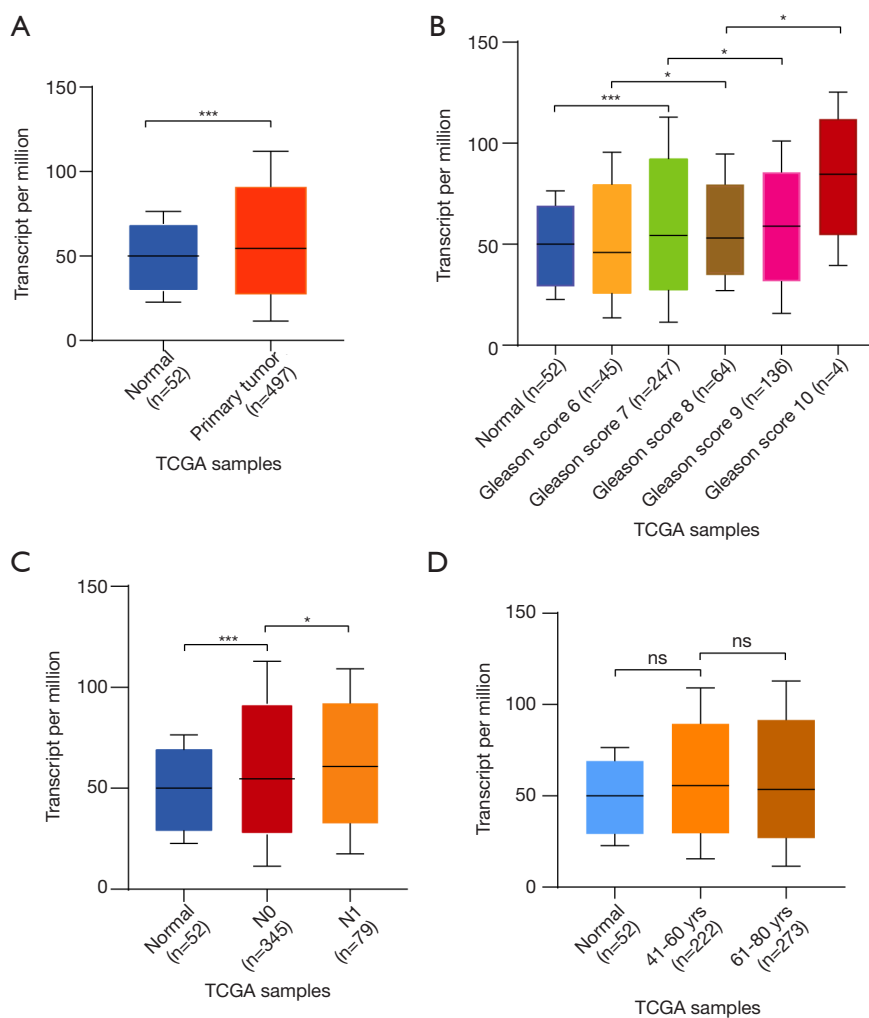 A
Transcript per million
150
100
50
0
***
Normal
(n=52)
Primary tumor
(n=497)
TCGA samples
B
Transcript per million
150
100
50
0
***
*
*
*
Normal (n=52)
Gleason score 6 (n=45)
Gleason score 7 (n=247)
Gleason score 8 (n=64)
Gleason score 9 (n=136)
Gleason score 10 (n=4)
TCGA samples
C
Transcript per million
150
100
50
0
***
*
Normal
(n=52)
N0
(n=345)
N1
(n=79)
TCGA samples
D
Transcript per million
150
100
50
0
ns
ns
Normal
(n=52)
41-60 yrs
(n=222)
61-80 yrs
(n=273)
TCGA samples